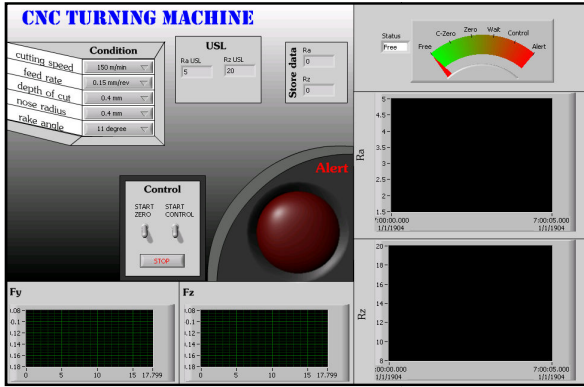 CNC TURNING MACHINE
Condition
cutting speed
150 m/min
feed rate
0.15 mm/rev
depth of cut
0.4 mm
nose radius
0.4 mm
rake angle
11 degree
USL
Ra USL
Rz USL
5
20
Store data
Ra
0
Rz
0
Status
Free
Free
C-Zero
Zero
Wait
Control
Alert
Alert
Control
START ZERO
START CONTROL
STOP
Ra
5-
4.5-
4-
3.5-
3-
2.5-
2-
1.5-
7:00:05.000
1/1/1904
1/1/1904
Rz
20-
18-
16-
14-
12-
10-
8-
:00:00.000
7:00:05.000
1/1/1904
1/1/1904
Fy
0 5 10 15 17.799
Fz
0 5 10 15 17.799